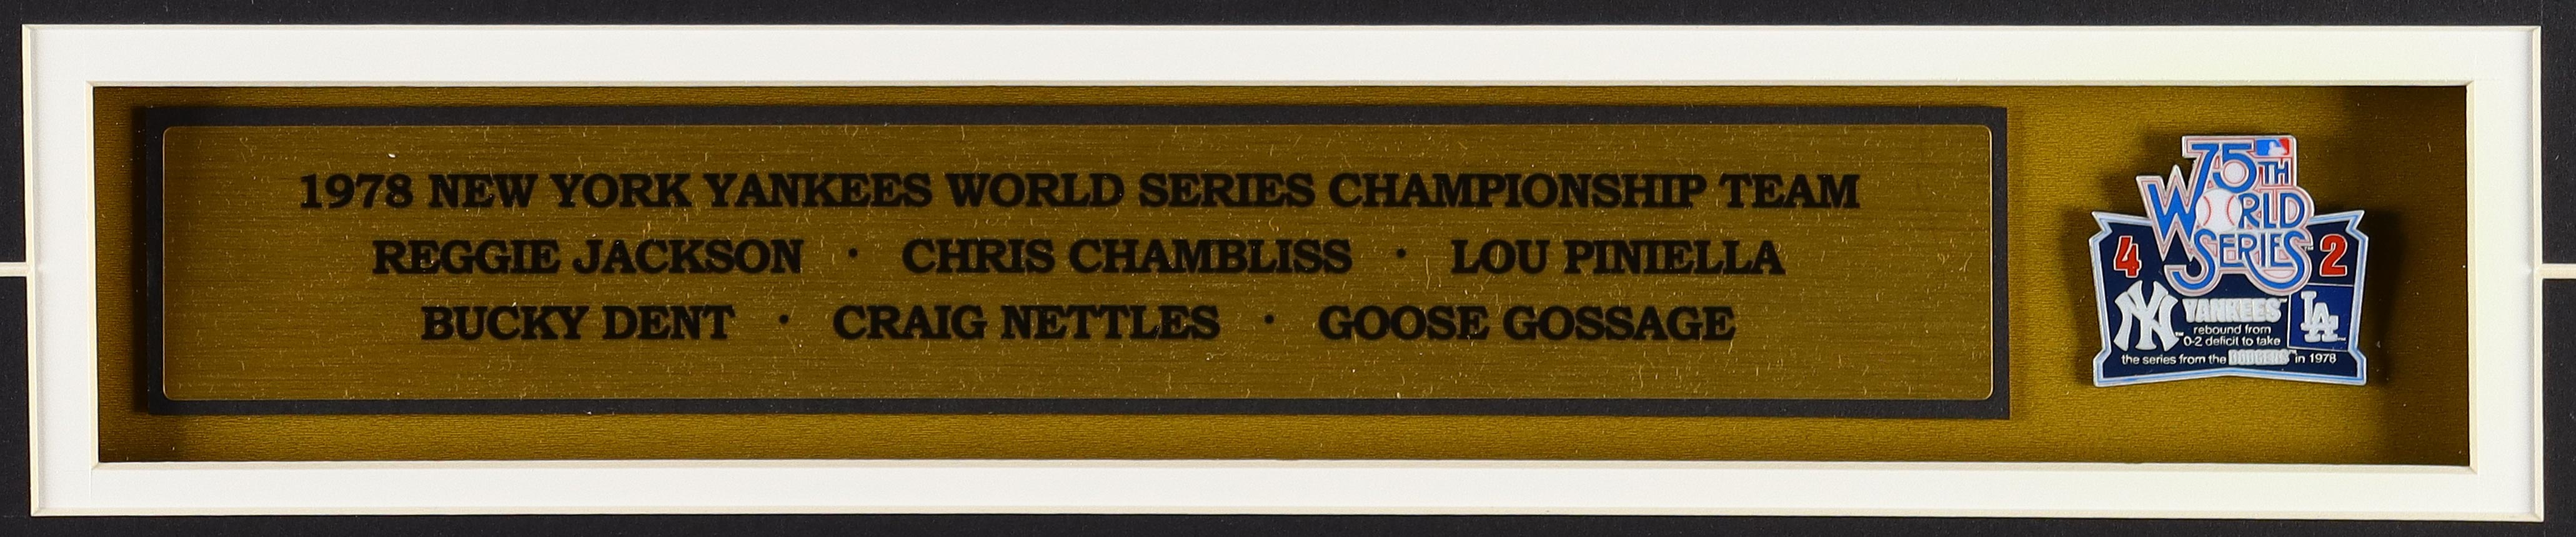 1978 NEW YORK YANKEES WORLD SERIES CHAMPIONSHIP TEAM
REGGIE JACKSON · CHRIS CHAMBLISS · LOU PINIELLA
BUCKY DENT · CRAIG NETTLES · GOOSE GOSSAGE
75TH
WORLD
SERIES
4 2
NY YANKEES LA
rebound from
0-2 deficit to take
the series from the DODGERS in 1978